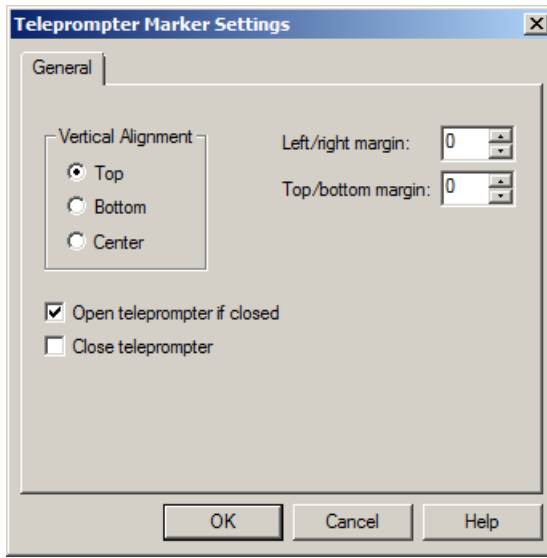 Teleprompter Marker Settings
General
Vertical Alignment
Top
Bottom
Center
Left/right margin: 0
Top/bottom margin: 0
Open teleprompter if closed
Close teleprompter
OK Cancel Help